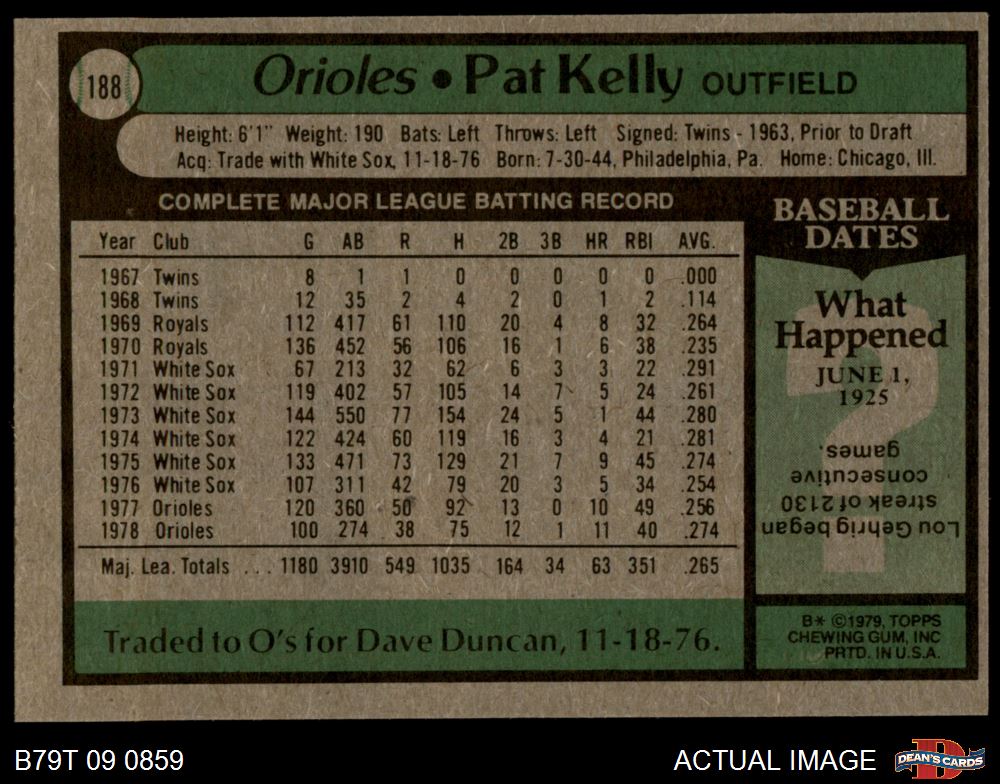 188
Orioles • Pat Kelly OUTFIELD
Height: 6'1" Weight: 190 Bats: Left Throws: Left Signed: Twins - 1963, Prior to Draft
Acq: Trade with White Sox, 11-18-76 Born: 7-30-44, Philadelphia, Pa. Home: Chicago, Ill.
COMPLETE MAJOR LEAGUE BATTING RECORD
Year Club G AB R H 2B 3B HR RBI AVG.
1967 Twins 8 1 1 0 0 0 0 0 .000
1968 Twins 12 35 2 4 2 0 1 2 .114
1969 Royals 112 417 61 110 20 4 8 32 .264
1970 Royals 136 452 56 106 16 1 6 38 .235
1971 White Sox 67 213 32 62 6 3 3 22 .291
1972 White Sox 119 402 57 105 14 7 5 24 .261
1973 White Sox 144 550 77 154 24 5 1 44 .280
1974 White Sox 122 424 60 119 16 3 4 21 .281
1975 White Sox 133 471 73 129 21 7 9 45 .274
1976 White Sox 107 311 42 79 20 3 5 34 .254
1977 Orioles 120 360 50 92 13 0 10 49 .256
1978 Orioles 100 274 38 75 12 1 11 40 .274
Maj. Lea. Totals ... 1180 3910 549 1035 164 34 63 351 .265
Traded to O's for Dave Duncan, 11-18-76.
BASEBALL
DATES
What
Happened
JUNE 1,
1925
?
Lou Gehrig began
streak of 2130
consecutive
games.
B* ©1979, TOPPS
CHEWING GUM, INC
PRTD. IN U.S.A.
B79T 09 0859
ACTUAL IMAGE
D
DEAN'S CARDS